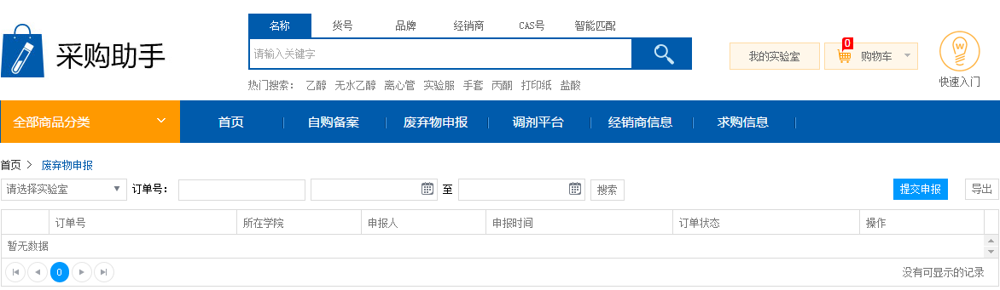 采购助手
名称 货号 品牌 经销商 CAS号 智能匹配
请输入关键字
热门搜索： 乙醇 无水乙醇 离心管 实验服 手套 丙酮 打印纸 盐酸
我的实验室
0
购物车
W
快速入门
全部商品分类 首页 自购备案 废弃物申报 调剂平台 经销商信息 求购信息
首页 > 废弃物申报
请选择实验室 订单号： 至 搜索 提交申报 导出
订单号 所在学院 申报人 申报时间 订单状态 操作
暂无数据
0 没有可显示的记录